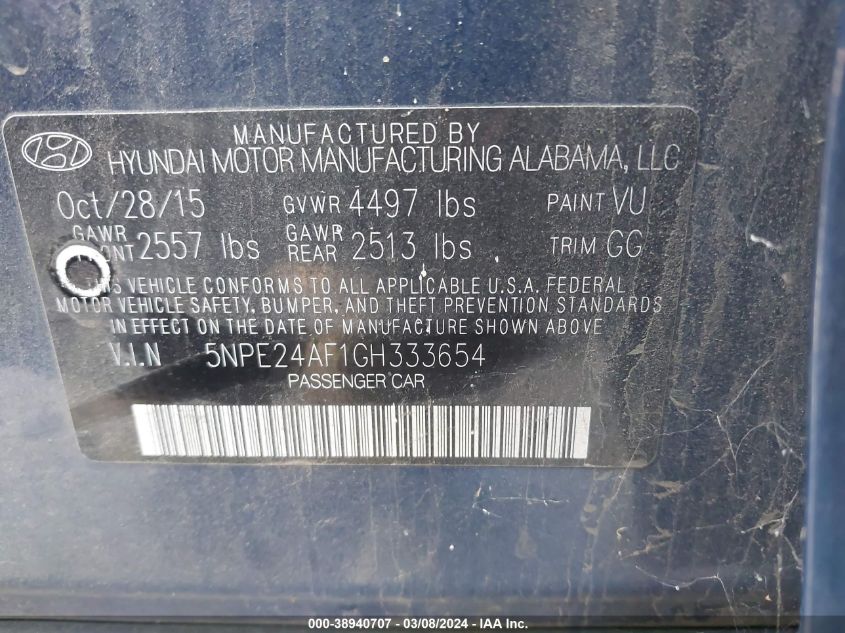 MANUFACTURED BY
HYUNDAI MOTOR MANUFACTURING ALABAMA, LLC
Oct/28/15 GVWR 4497 lbs PAINT VU
GAWR 2557 lbs GAWR REAR 2513 lbs TRIM GG
THIS VEHICLE CONFORMS TO ALL APPLICABLE U.S.A. FEDERAL
MOTOR VEHICLE SAFETY, BUMPER, AND THEFT PREVENTION STANDARDS
IN EFFECT ON THE DATE OF MANUFACTURE SHOWN ABOVE
V.I.N 5NPE24AF1GH333654
PASSENGER CAR
000-38940707 - 03/08/2024 - IAA Inc.